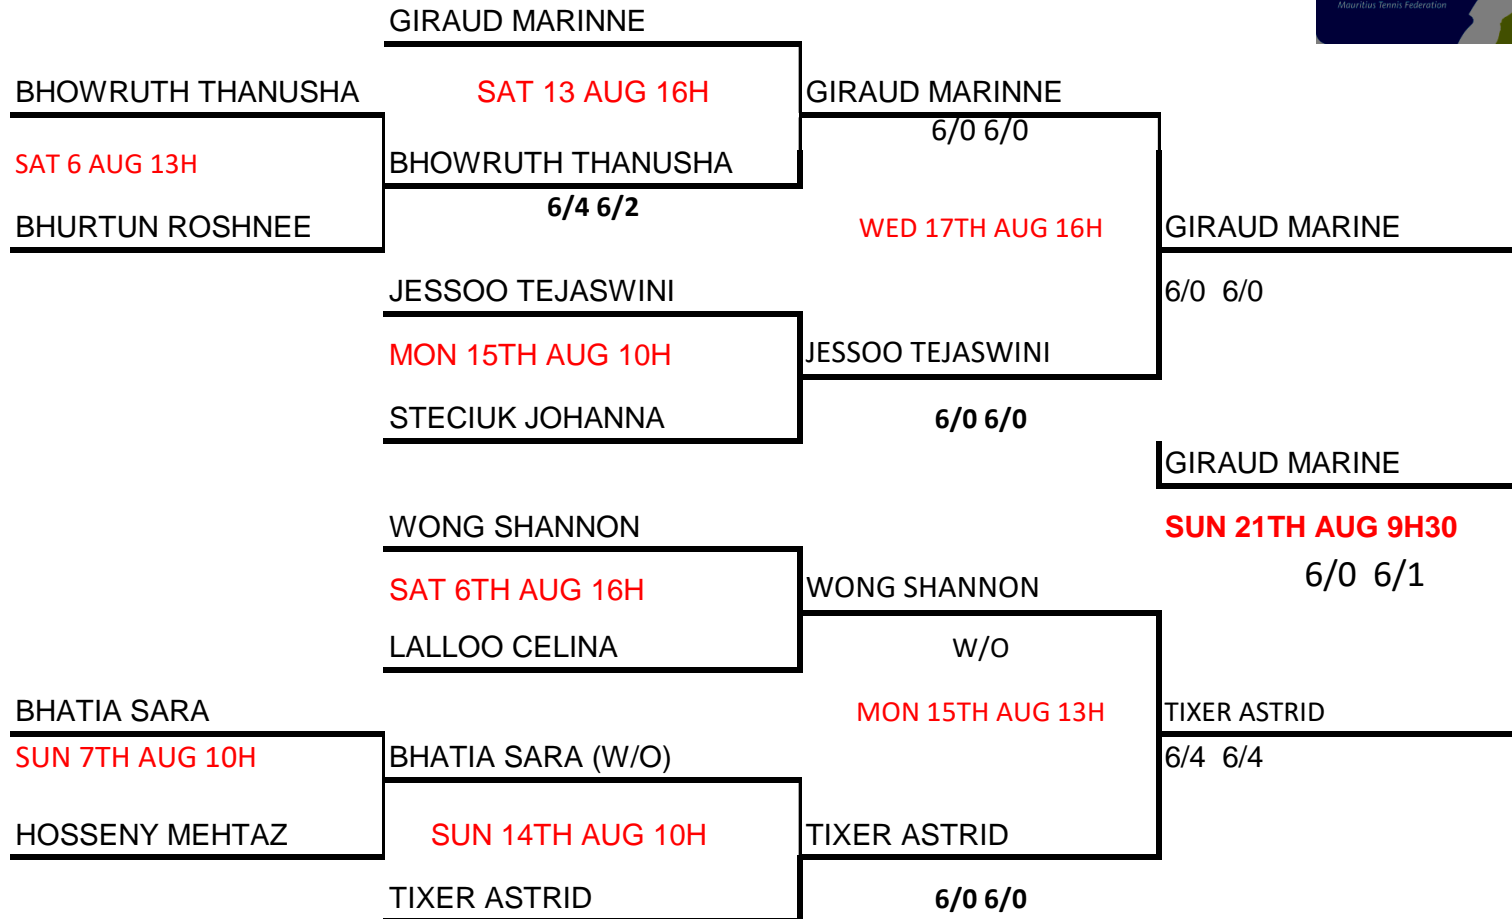 Mauritius Tennis Federation
GIRAUD MARINNE
BHOWRUTH THANUSHA
SAT 13 AUG 16H
GIRAUD MARINNE
6/0 6/0
SAT 6 AUG 13H
BHOWRUTH THANUSHA
6/4 6/2
BHURTUN ROSHNEE
WED 17TH AUG 16H
GIRAUD MARINE
JESSOO TEJASWINI
6/0 6/0
MON 15TH AUG 10H
JESSOO TEJASWINI
STECIUK JOHANNA
6/0 6/0
GIRAUD MARINE
WONG SHANNON
SUN 21TH AUG 9H30
6/0 6/1
SAT 6TH AUG 16H
WONG SHANNON
LALLOO CELINA
W/O
BHATIA SARA
MON 15TH AUG 13H
TIXER ASTRID
SUN 7TH AUG 10H
BHATIA SARA (W/O)
6/4 6/4
HOSSENY MEHTAZ
SUN 14TH AUG 10H
TIXER ASTRID
TIXER ASTRID
6/0 6/0